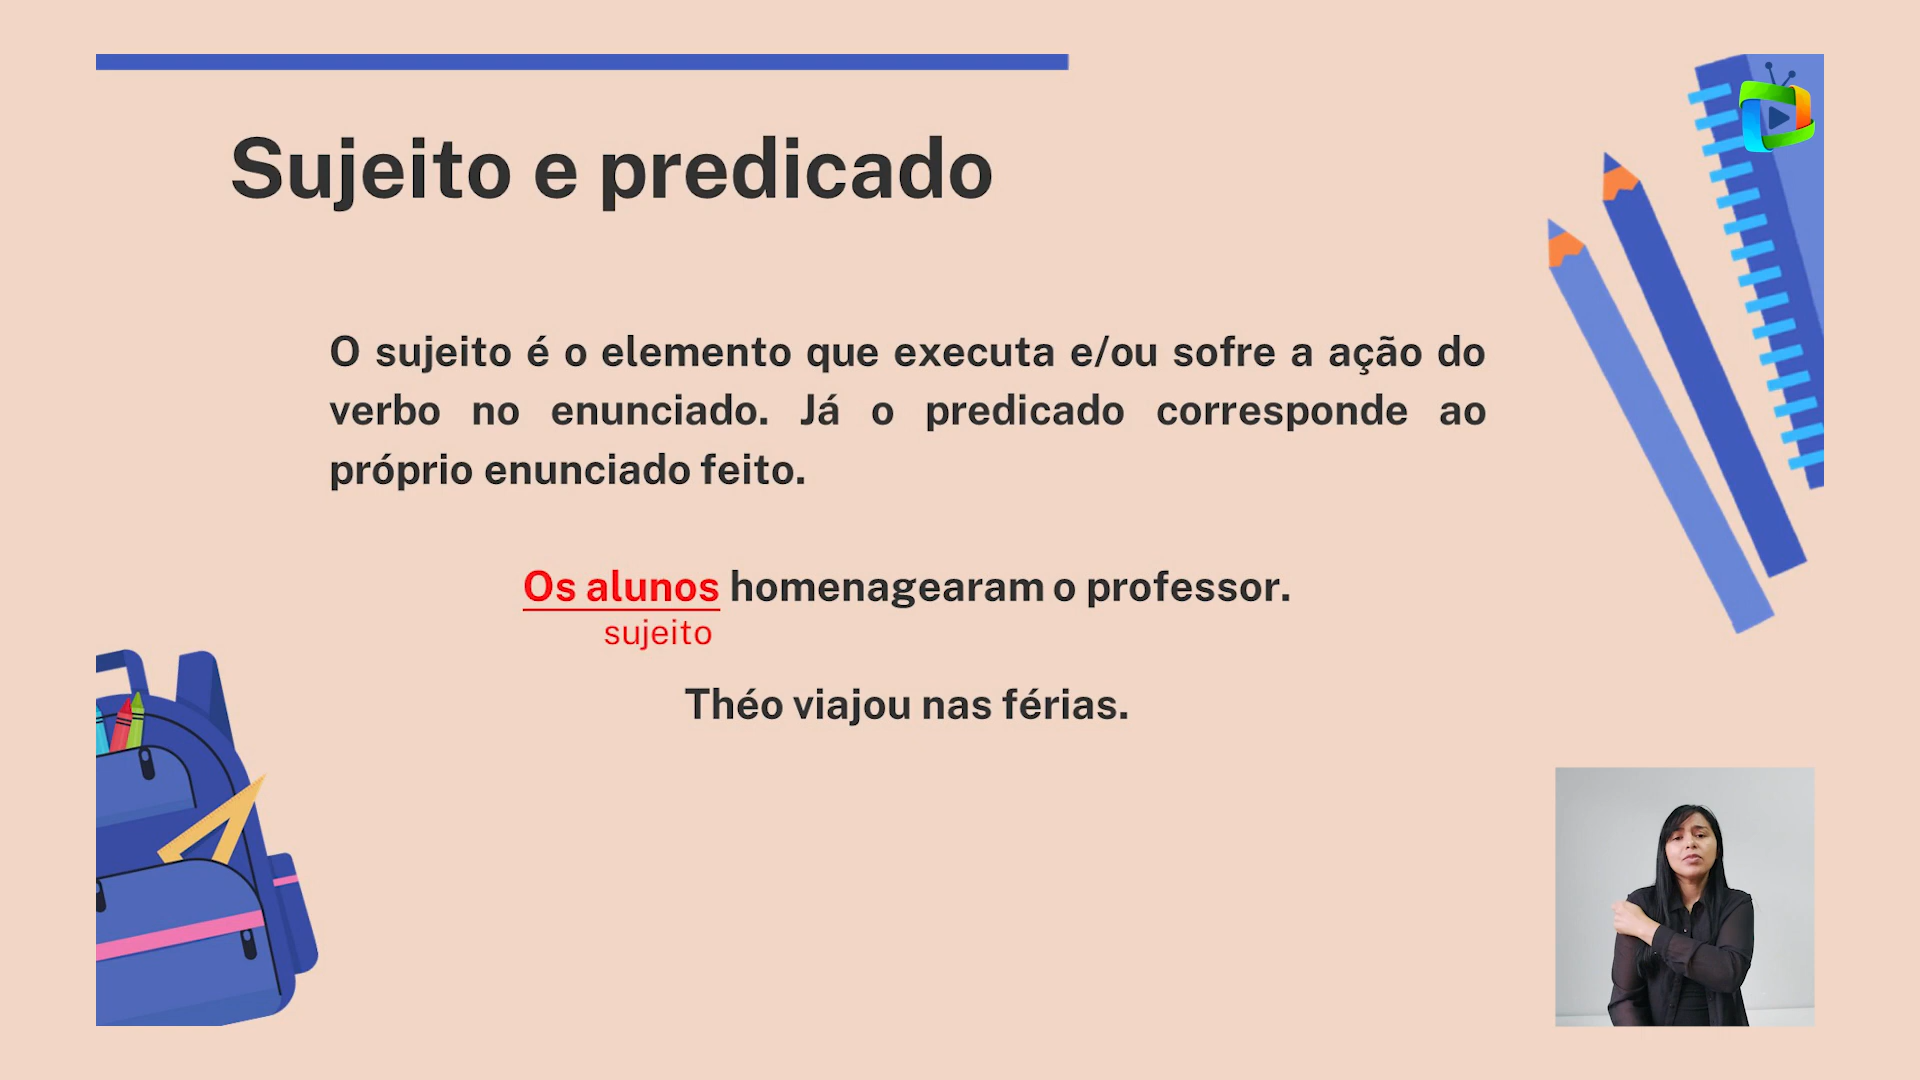 Sujeito e predicado
O sujeito é o elemento que executa e/ou sofre a ação do
verbo no enunciado. Já o predicado corresponde ao
próprio enunciado feito.
Os alunos homenagearam o professor.
sujeito
Théo viajou nas férias.